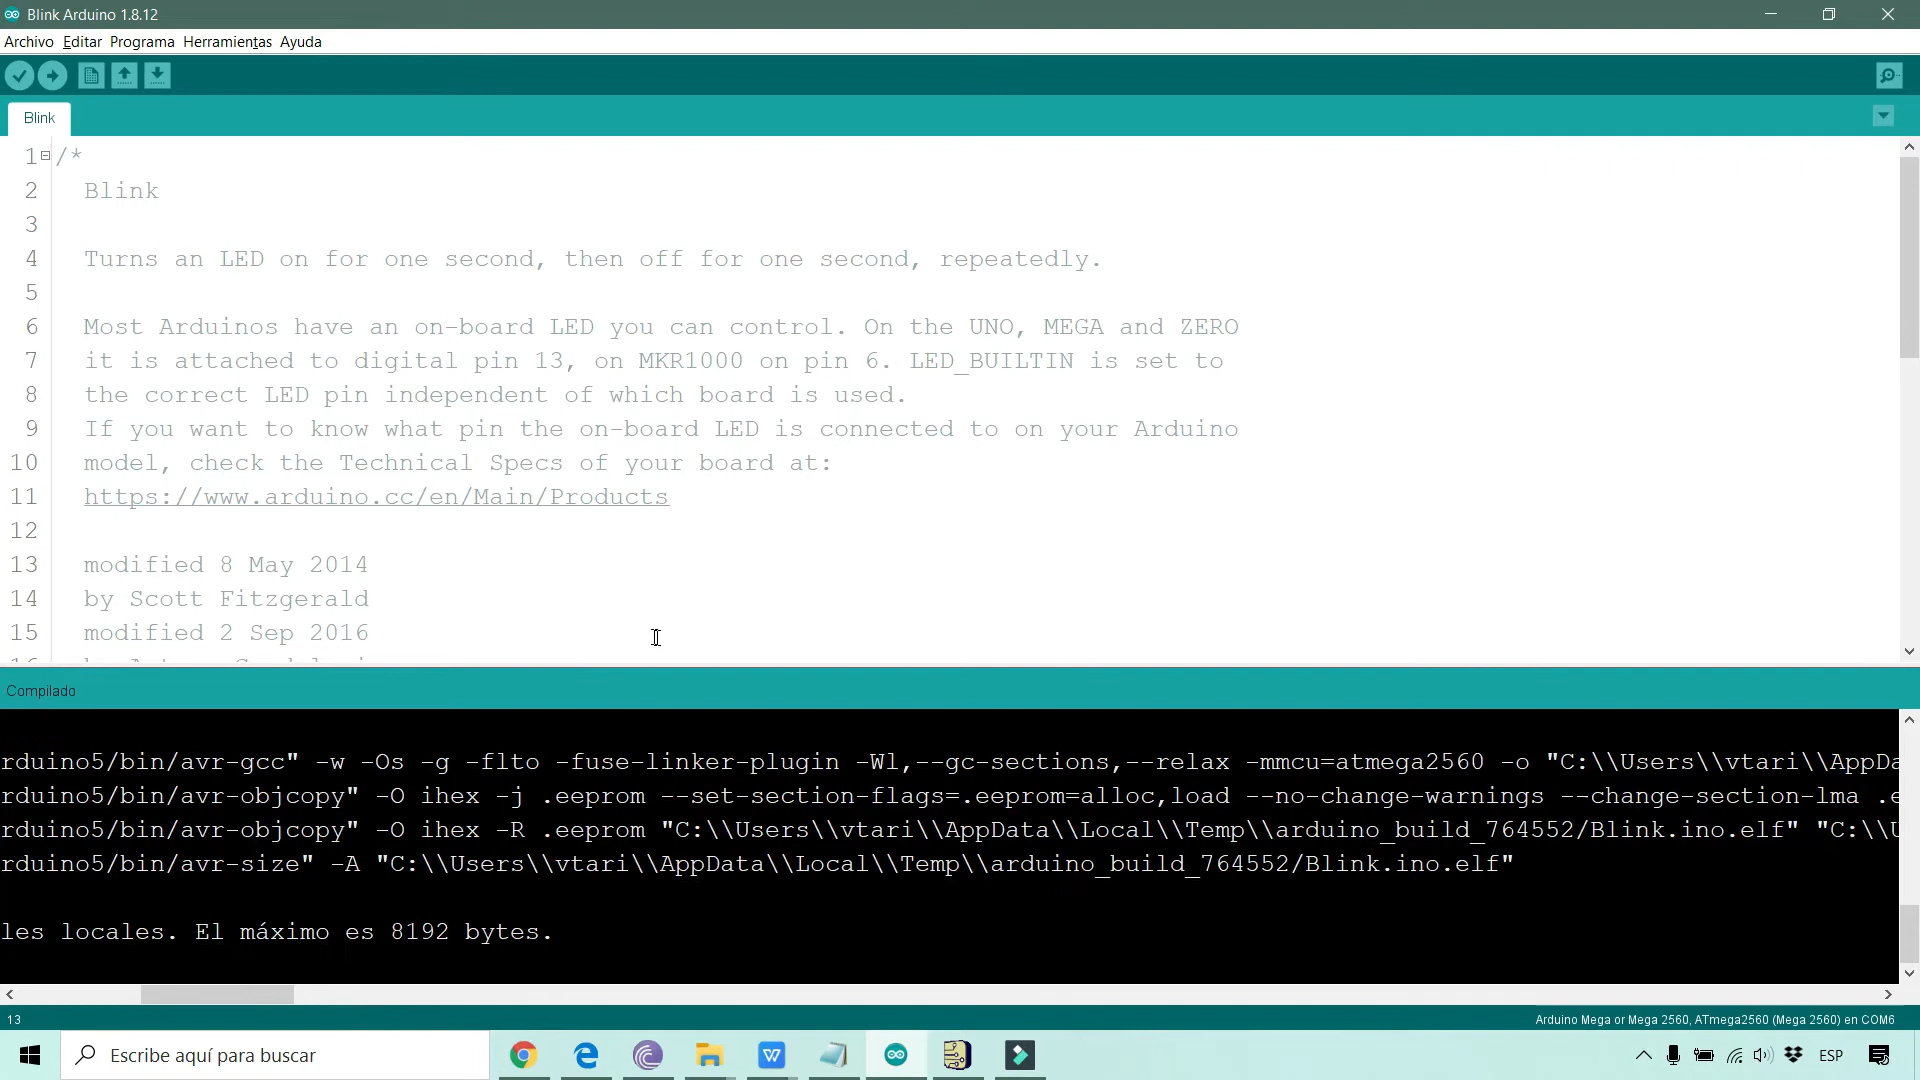 Blink Arduino 1.8.12
Archivo Editar Programa Herramientas Ayuda
Blink
1 /*
2 Blink
3
4 Turns an LED on for one second, then off for one second, repeatedly.
5
6 Most Arduinos have an on-board LED you can control. On the UNO, MEGA and ZERO
7 it is attached to digital pin 13, on MKR1000 on pin 6. LED_BUILTIN is set to
8 the correct LED pin independent of which board is used.
9 If you want to know what pin the on-board LED is connected to on your Arduino
10 model, check the Technical Specs of your board at:
11 https://www.arduino.cc/en/Main/Products
12
13 modified 8 May 2014
14 by Scott Fitzgerald
15 modified 2 Sep 2016
Compilado
rduino5/bin/avr-gcc" -w -Os -g -flto -fuse-linker-plugin -Wl,--gc-sections,--relax -mmcu=atmega2560 -o "C:\\Users\\vtari\\AppDa
rduino5/bin/avr-objcopy" -O ihex -j .eeprom --set-section-flags=.eeprom=alloc,load --no-change-warnings --change-section-lma .e
rduino5/bin/avr-objcopy" -O ihex -R .eeprom "C:\\Users\\vtari\\AppData\\Local\\Temp\\arduino_build_764552/Blink.ino.elf" "C:\\U
rduino5/bin/avr-size" -A "C:\\Users\\vtari\\AppData\\Local\\Temp\\arduino_build_764552/Blink.ino.elf"
les locales. El máximo es 8192 bytes.
13
Arduino Mega or Mega 2560, ATmega2560 (Mega 2560) en COM6
Escribe aquí para buscar
W
ESP